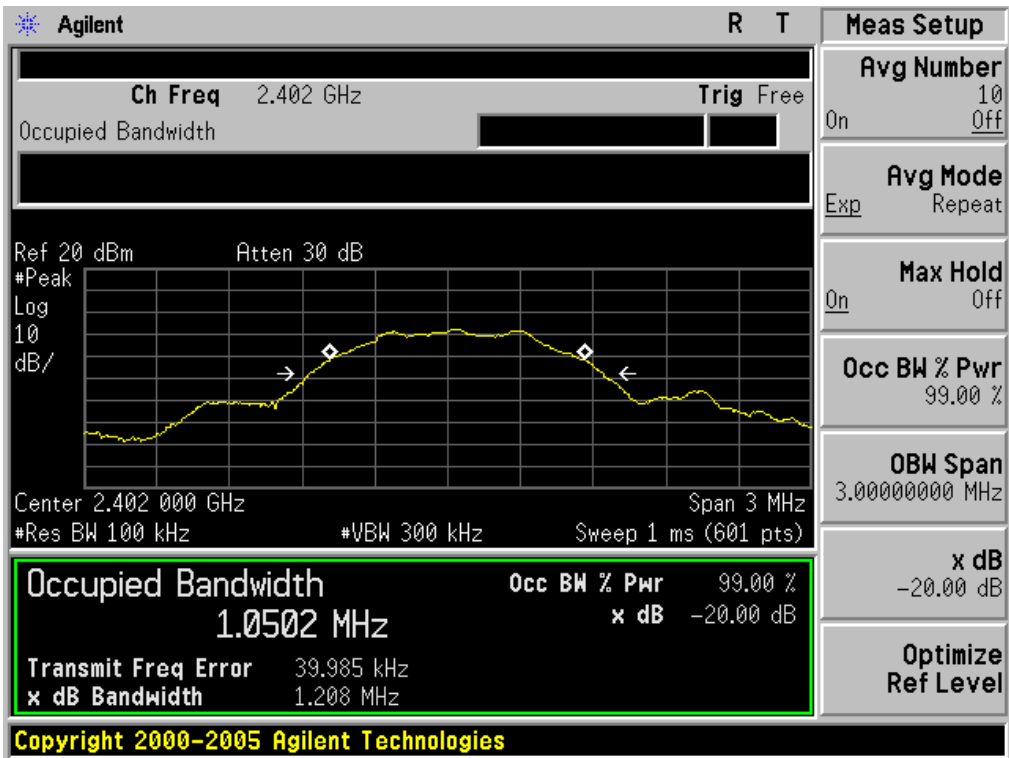 Agilent R T
Ch Freq 2.402 GHz Trig Free
Occupied Bandwidth
Ref 20 dBm Atten 30 dB
#Peak
Log
10
dB/
Center 2.402 000 GHz Span 3 MHz
#Res BW 100 kHz #VBW 300 kHz Sweep 1 ms (601 pts)
Occupied Bandwidth Occ BW % Pwr 99.00 %
1.0502 MHz x dB -20.00 dB
Transmit Freq Error 39.985 kHz
x dB Bandwidth 1.208 MHz
Copyright 2000-2005 Agilent Technologies
Meas Setup
Avg Number
10
On Off
Avg Mode
Exp Repeat
Max Hold
On Off
Occ BW % Pwr
99.00 %
OBW Span
3.00000000 MHz
x dB
-20.00 dB
Optimize
Ref Level